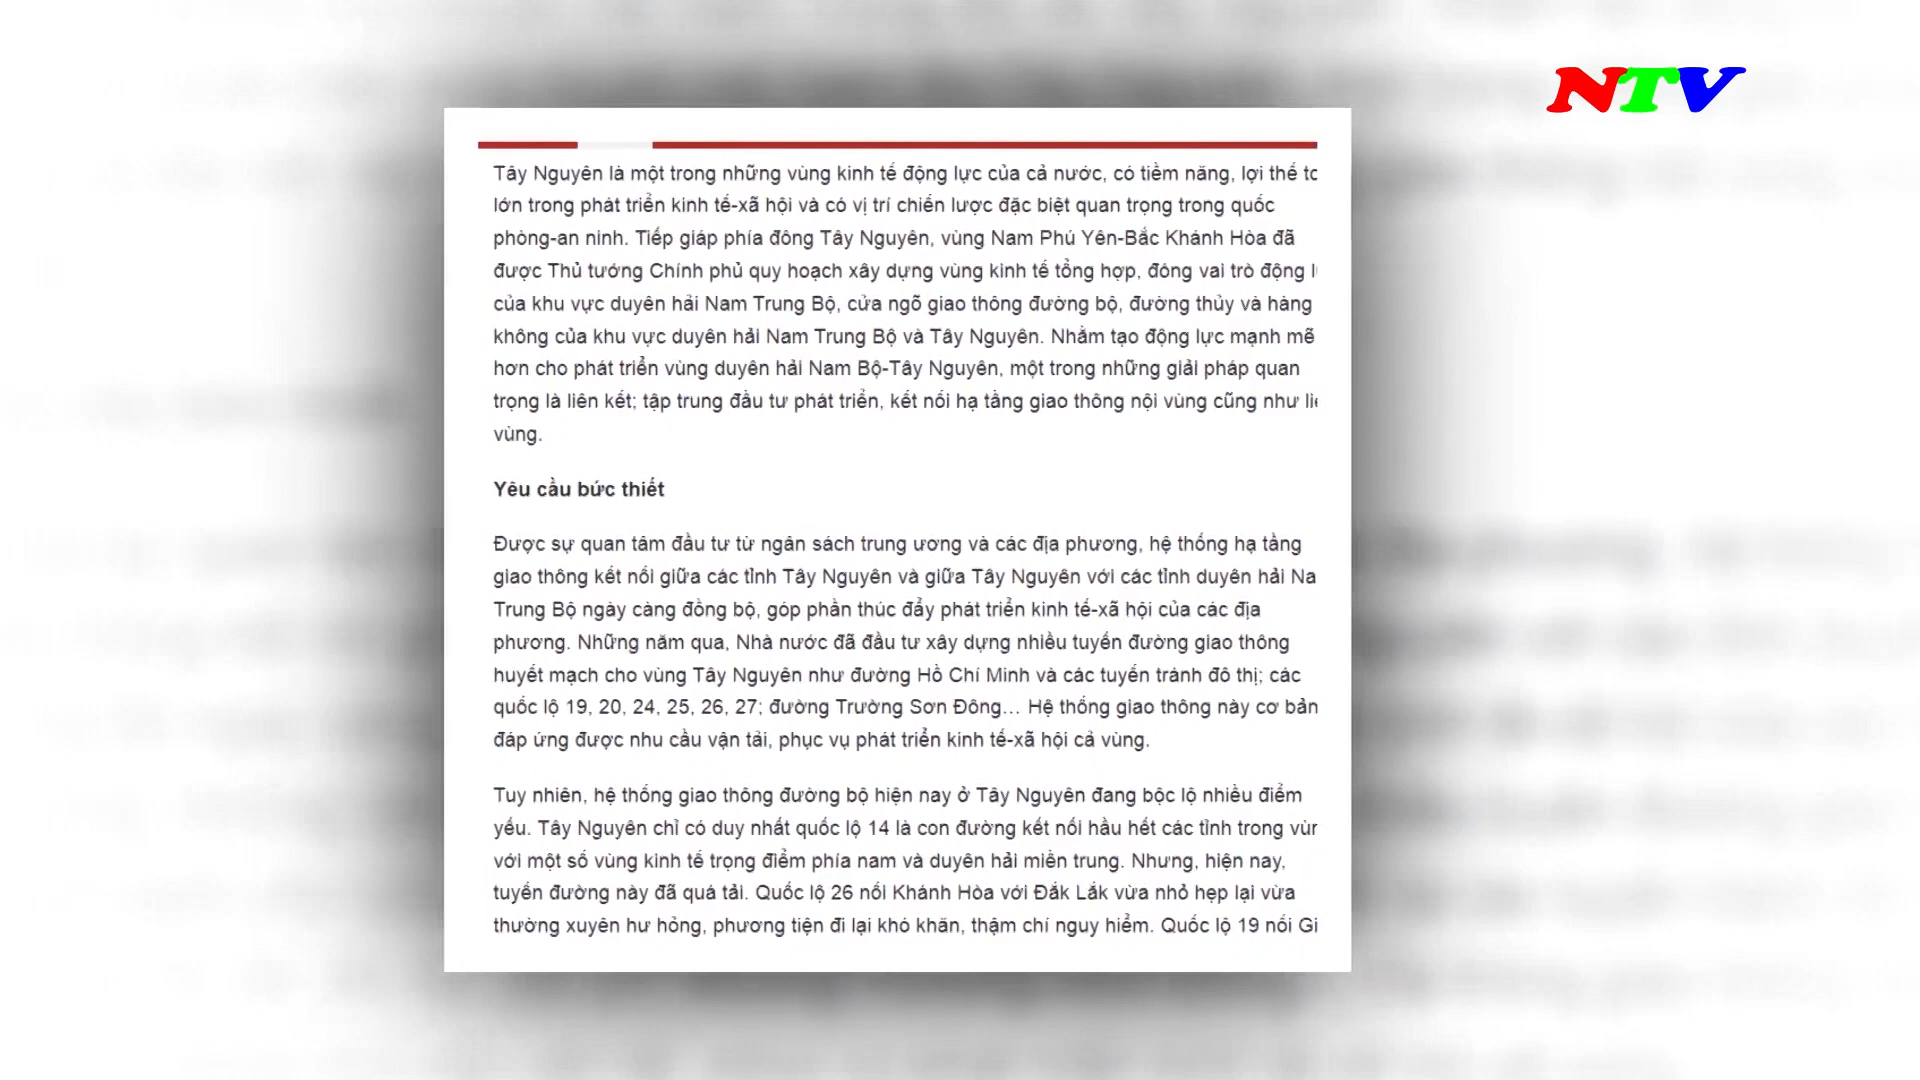 NTV
Tây Nguyên là một trong những vùng kinh tế động lực của cả nước, có tiềm năng, lợi thế
lớn trong phát triển kinh tế-xã hội và có vị trí chiến lược đặc biệt quan trọng trong quốc
phòng-an ninh. Tiếp giáp phía đông Tây Nguyên, vùng Nam Phú Yên-Bắc Khánh Hòa đã
được Thủ tướng Chính phủ quy hoạch xây dựng vùng kinh tế tổng hợp, đóng vai trò động
của khu vực duyên hải Nam Trung Bộ, cửa ngõ giao thông đường bộ, đường thủy và hàng
không của khu vực duyên hải Nam Trung Bộ và Tây Nguyên. Nhằm tạo động lực mạnh mẽ
hơn cho phát triển vùng duyên hải Nam Bộ-Tây Nguyên, một trong những giải pháp quan
trọng là liên kết; tập trung đầu tư phát triển, kết nối hạ tầng giao thông nội vùng cũng như
vùng.
Yêu cầu bức thiết
Được sự quan tâm đầu tư từ ngân sách trung ương và các địa phương, hệ thống hạ tầng
giao thông kết nối giữa các tỉnh Tây Nguyên và giữa Tây Nguyên với các tỉnh duyên hải Na
Trung Bộ ngày càng đồng bộ, góp phần thúc đẩy phát triển kinh tế-xã hội của các địa
phương. Những năm qua, Nhà nước đã đầu tư xây dựng nhiều tuyến đường giao thông
huyết mạch cho vùng Tây Nguyên như đường Hồ Chí Minh và các tuyến tránh đô thị; các
quốc lộ 19, 20, 24, 25, 26, 27; đường Trường Sơn Đông... Hệ thống giao thông này cơ bản
đáp ứng được nhu cầu vận tải, phục vụ phát triển kinh tế-xã hội cả vùng.
Tuy nhiên, hệ thống giao thông đường bộ hiện nay ở Tây Nguyên đang bộc lộ nhiều điểm
yếu. Tây Nguyên chỉ có duy nhất quốc lộ 14 là con đường kết nối hầu hết các tỉnh trong
với một số vùng kinh tế trọng điểm phía nam và duyên hải miền trung. Nhưng, hiện nay,
tuyến đường này đã quá tải. Quốc lộ 26 nối Khánh Hòa với Đắk Lắk vừa nhỏ hẹp lại vừa
thường xuyên hư hỏng, phương tiện đi lại khó khăn, thậm chí nguy hiểm. Quốc lộ 19 nối Gi